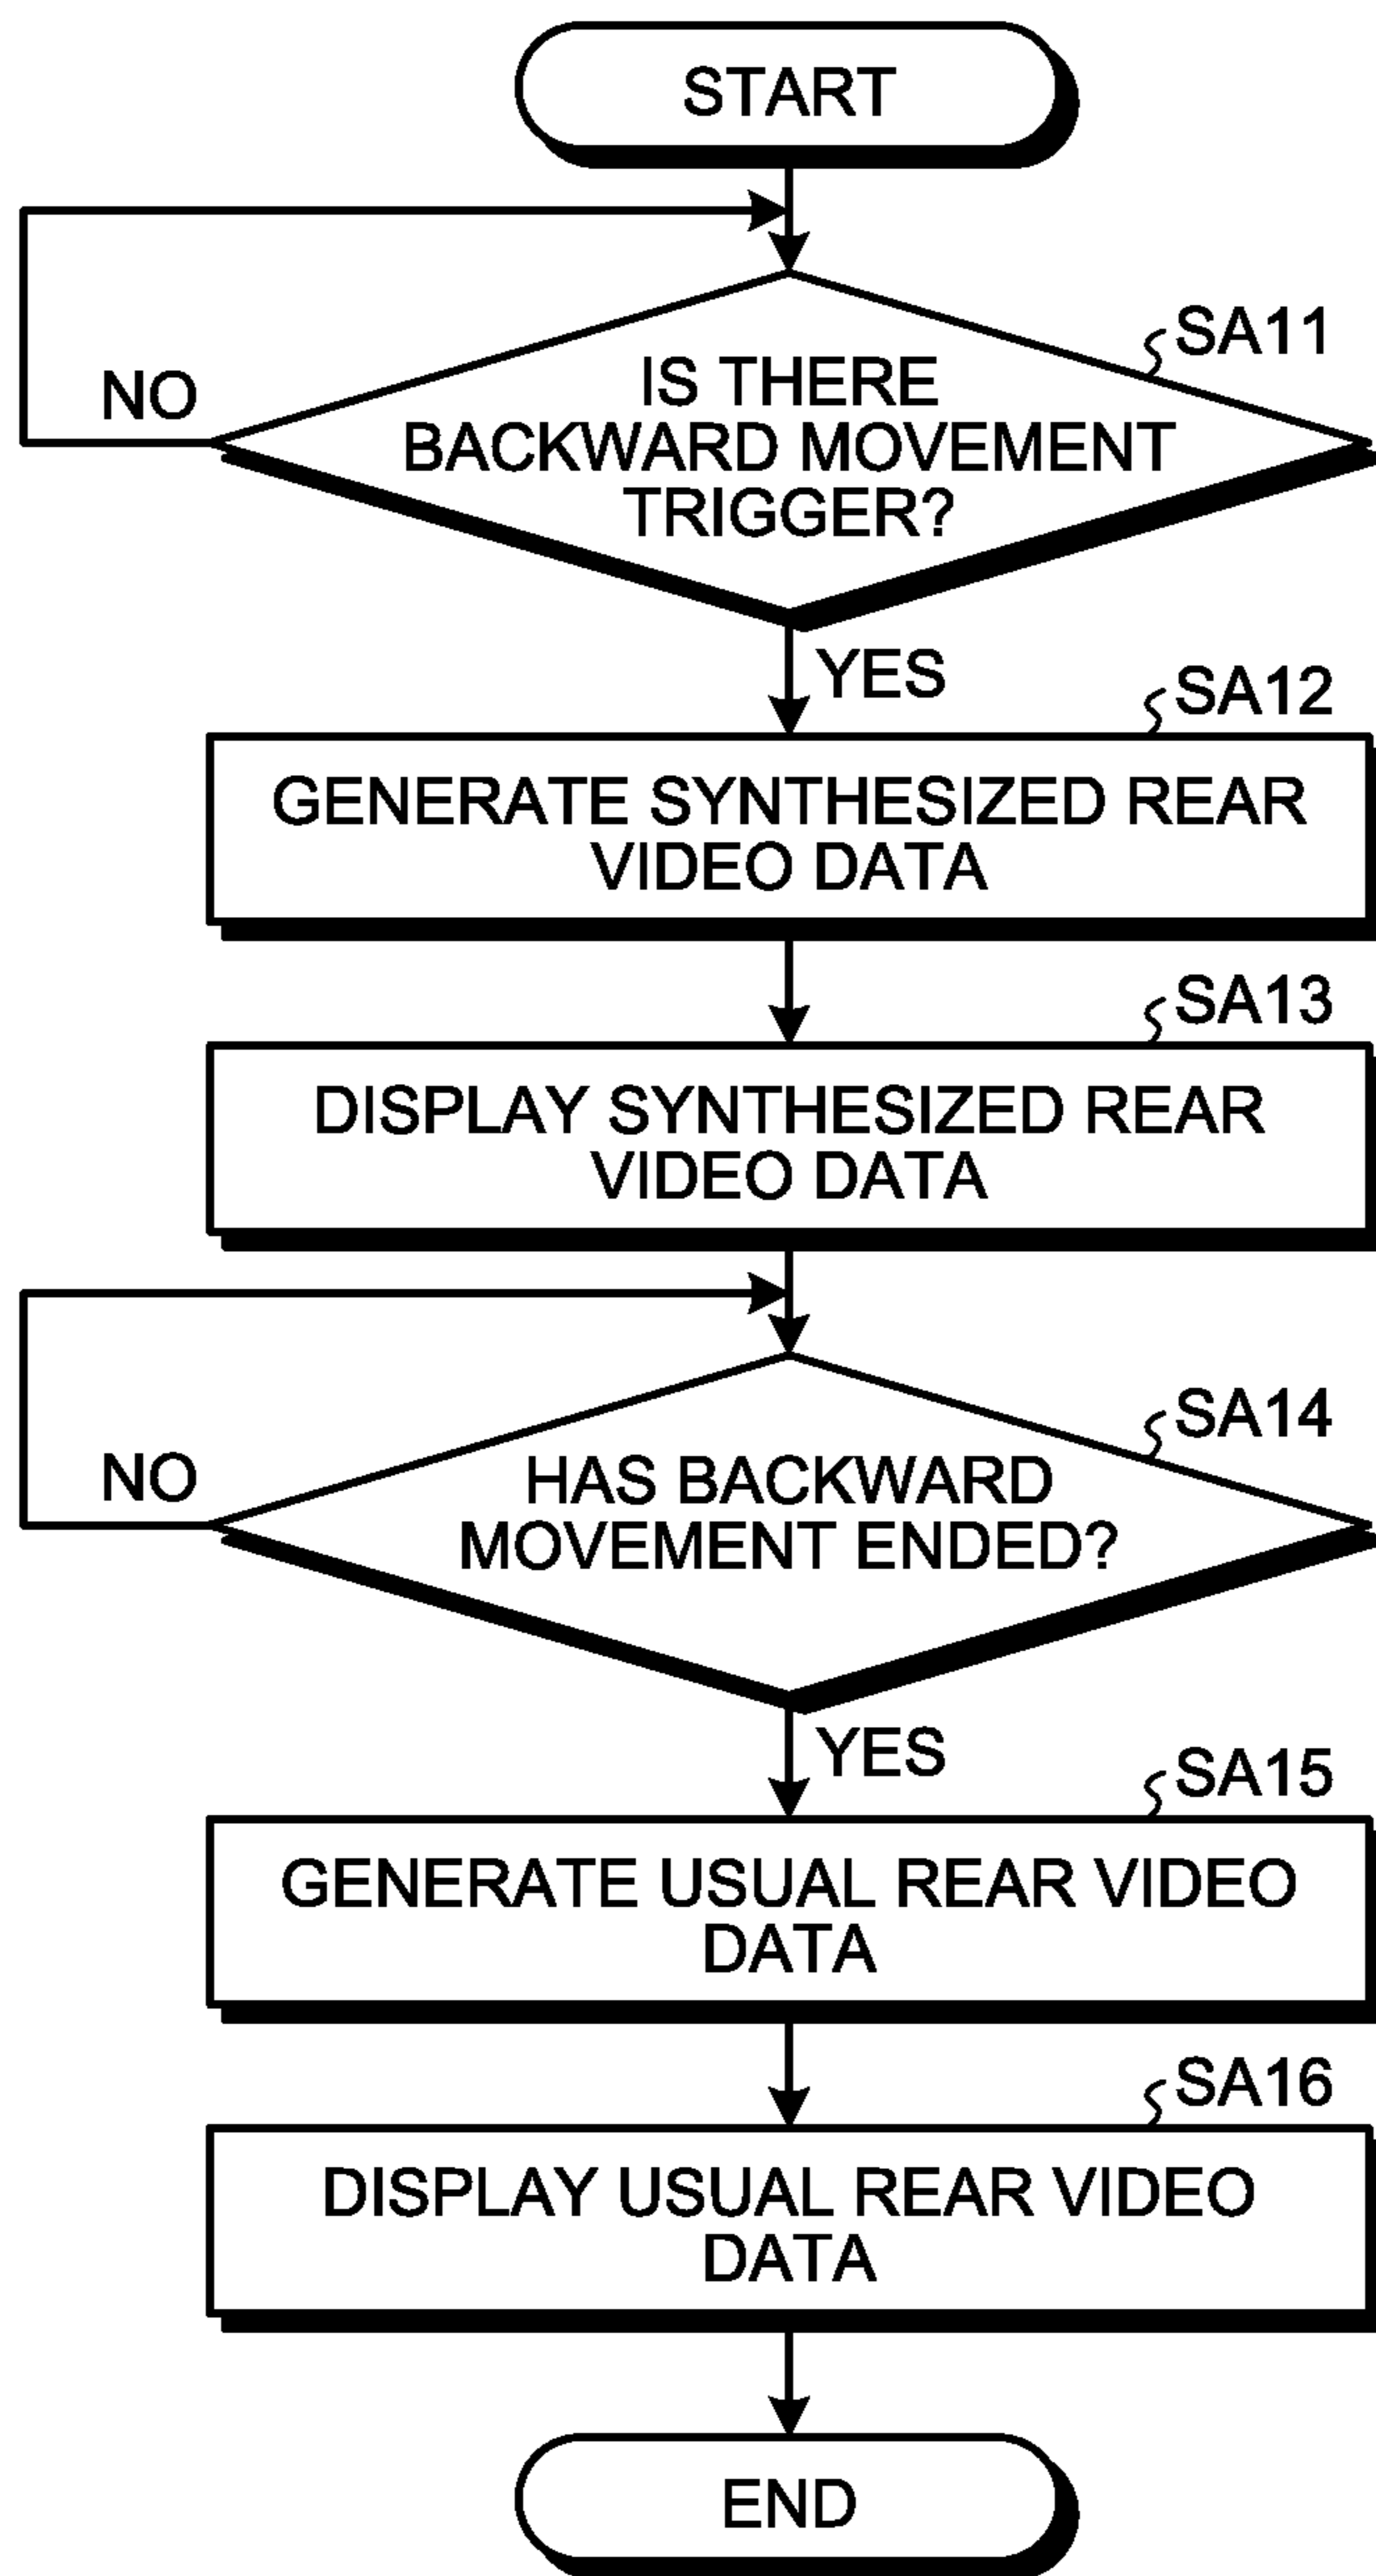 START
SA11
IS THERE
BACKWARD MOVEMENT
TRIGGER?
NO
YES
SA12
GENERATE SYNTHESIZED REAR
VIDEO DATA
SA13
DISPLAY SYNTHESIZED REAR
VIDEO DATA
SA14
HAS BACKWARD
MOVEMENT ENDED?
NO
YES
SA15
GENERATE USUAL REAR VIDEO
DATA
SA16
DISPLAY USUAL REAR VIDEO
DATA
END